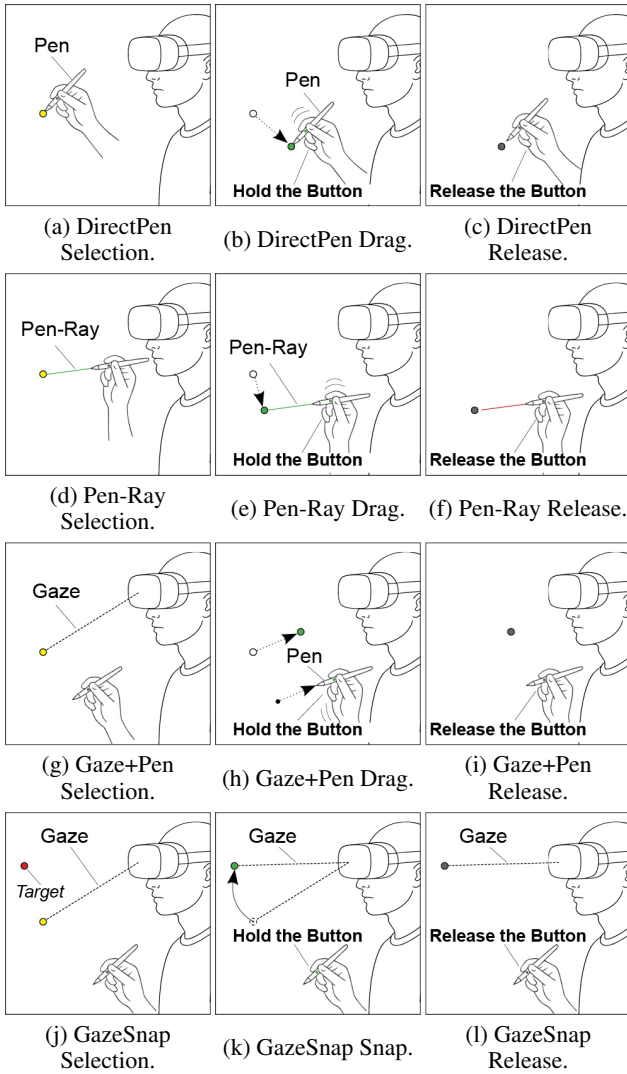 Pen
Pen
Hold the Button
Release the Button
(a) DirectPen
Selection.
(b) DirectPen Drag.
(c) DirectPen
Release.
Pen-Ray
Pen-Ray
Hold the Button
Release the Button
(d) Pen-Ray
Selection.
(e) Pen-Ray Drag.
(f) Pen-Ray Release.
Gaze
Pen
Hold the Button
Release the Button
(g) Gaze+Pen
Selection.
(h) Gaze+Pen Drag.
(i) Gaze+Pen
Release.
Gaze
Target
Gaze
Hold the Button
Gaze
Release the Button
(j) GazeSnap
Selection.
(k) GazeSnap Snap.
(l) GazeSnap
Release.